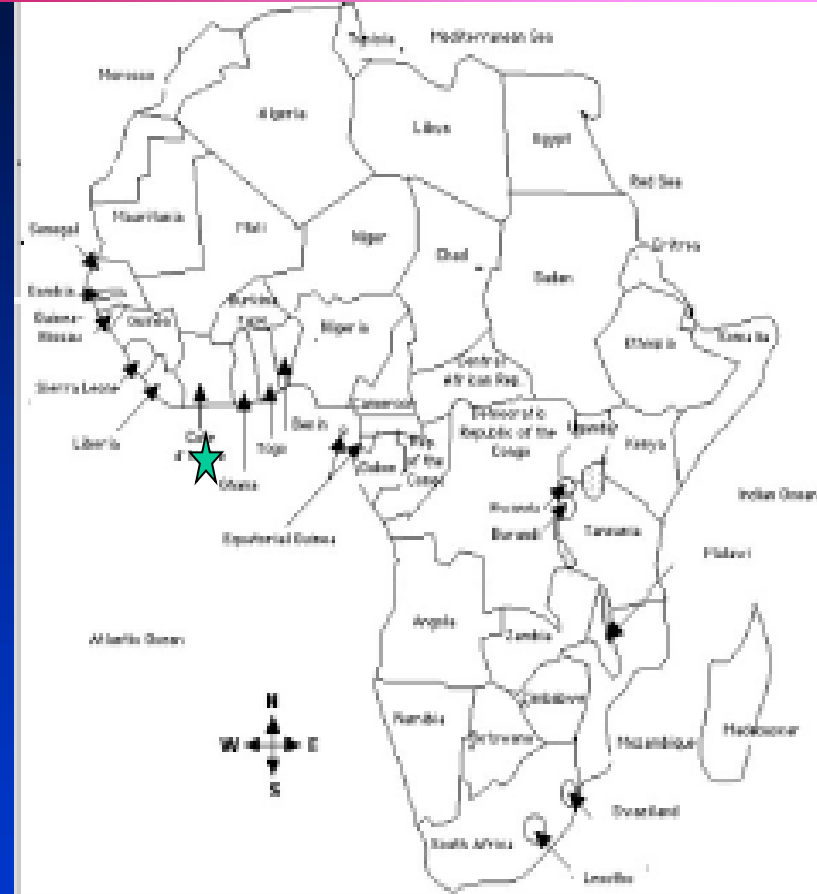 Tunisia
Mediterranean Sea
Morocco
Algeria
Libya
Egypt
Red Sea
Mauritania
Mali
Niger
Chad
Sudan
Eritrea
Senegal
Gambia
Guinea-
Bissau
Guinea
Burkina
Faso
Nigeria
Ethiopia
Somalia
Sierra Leone
Central
African Rep.
Cameroon
Liberia
Cote
Togo
Benin
Ghana
Gabon
Rep.
of the
Congo
Democratic
Republic of the
Congo
Uganda
Kenya
Rwanda
Burundi
Indian Ocean
Equatorial Guinea
Tanzania
Malawi
Atlantic Ocean
Angola
Zambia
N
W E
S
Namibia
Zimbabwe
Botswana
Mozambique
Madagascar
Swaziland
South Africa
Lesotho